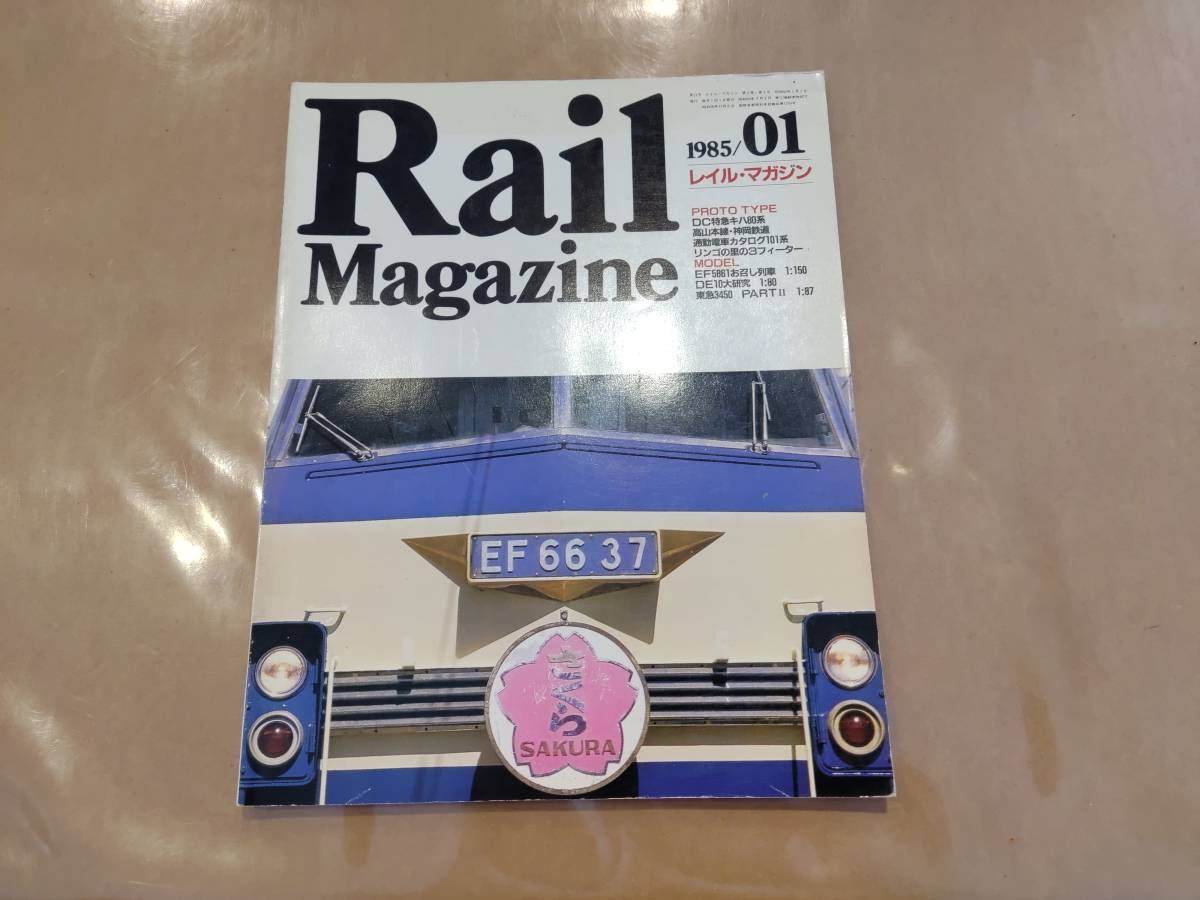 Rail
Magazine
1985/01
レイル・マガジン
PROTO TYPE
DC特急キハ80系
高山本線・神岡鉄道
通勤電車カタログ101系
リンゴの里の3フィーター
MODEL
EF5861お召し列車 1:150
DE10大研究 1:80
東急3450 PART II 1:87
EF 66 37
さくら
SAKURA